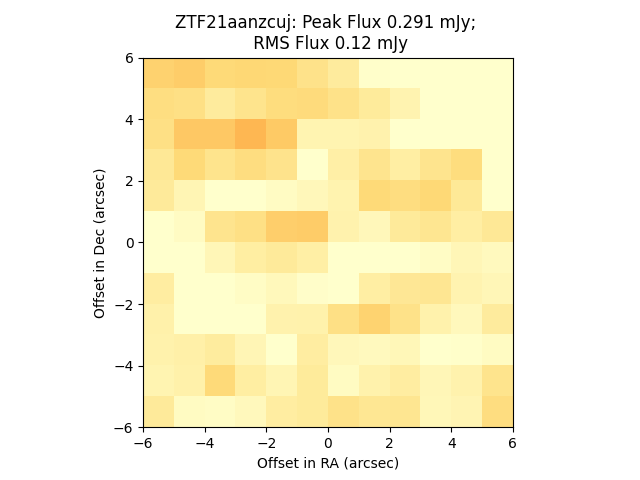 ZTF21aanzcuj: Peak Flux 0.291 mJy;
RMS Flux 0.12 mJy
6
4
2
0
−2
−4
−6
Offset in Dec (arcsec)
−6 −4 −2 0 2 4 6
Offset in RA (arcsec)